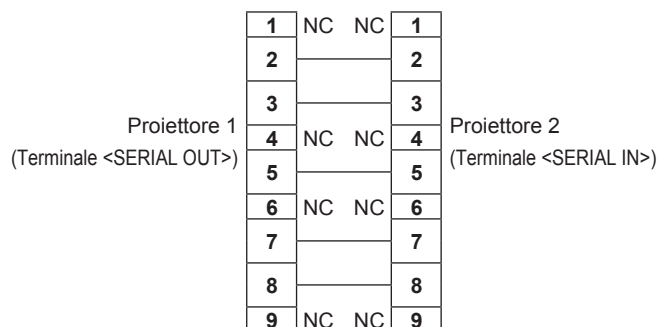 1 NC NC 1
2 2
3 3
Proiettore 1
(Terminale <SERIAL OUT>)
4 NC NC 4
Proiettore 2
(Terminale <SERIAL IN>)
5 5
6 NC NC 6
7 7
8 8
9 NC NC 9